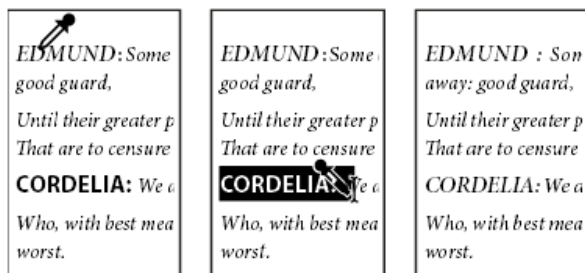 EDMUND: Some
good guard,
Until their greater p
That are to censure
CORDELIA: We a
Who, with best mea
worst.
EDMUND: Some
good guard,
Until their greater p
That are to censure
CORDELIA: We a
Who, with best mea
worst.
EDMUND : Som
away: good guard,
Until their greater p
That are to censure
CORDELIA: We a
Who, with best mea
worst.